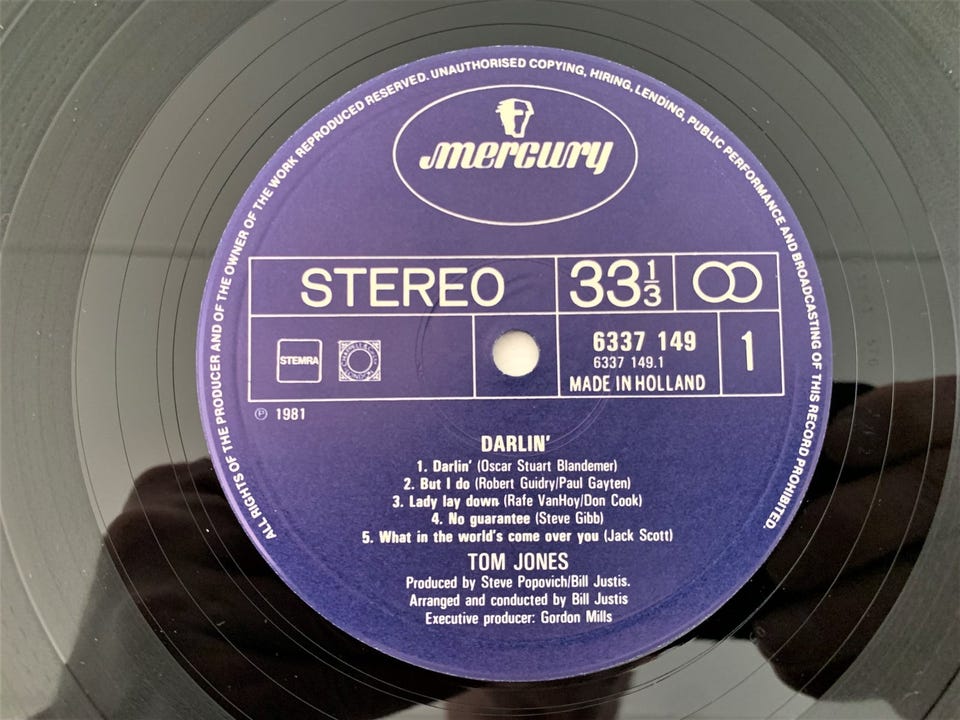 ALL RIGHTS OF THE PRODUCER AND OF THE OWNER OF THE WORK REPRODUCED RESERVED. UNAUTHORISED COPYING, HIRING, LENDING, PUBLIC PERFORMANCE AND BROADCASTING OF THIS RECORD PROHIBITED.
mercury
STEREO
33 1/3
STEMRA
6337 149
6337 149.1
MADE IN HOLLAND
1
℗ 1981
DARLIN'
1. Darlin' (Oscar Stuart Blandemer)
2. But I do (Robert Guidry/Paul Gayten)
3. Lady lay down (Rafe VanHoy/Don Cook)
4. No guarantee (Steve Gibb)
5. What in the world's come over you (Jack Scott)
TOM JONES
Produced by Steve Popovich/Bill Justis.
Arranged and conducted by Bill Justis
Executive producer: Gordon Mills